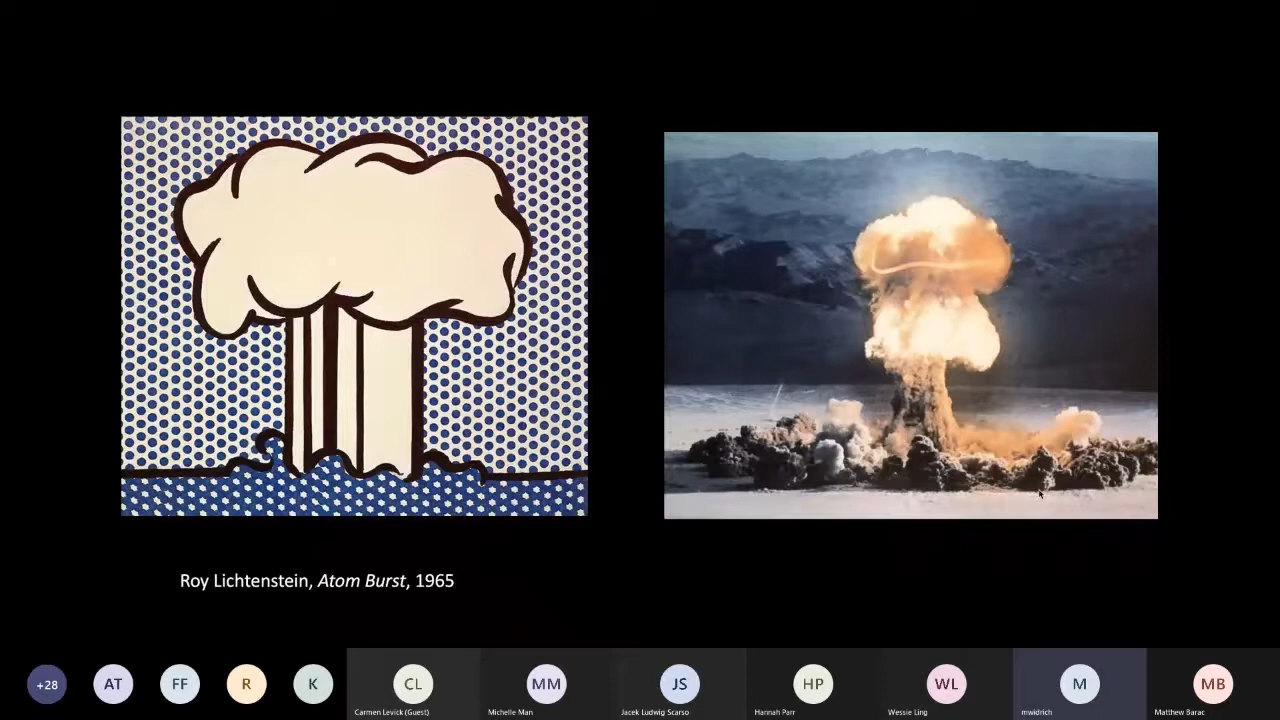 Roy Lichtenstein, Atom Burst, 1965
+28
AT
FF
R
K
CL
MM
JS
HP
WL
M
MB
Carmen Levick (Guest)
Michelle Man
Jacek Ludwig Scarso
Hannah Parr
Wessie Ling
mwidrich
Matthew Barac